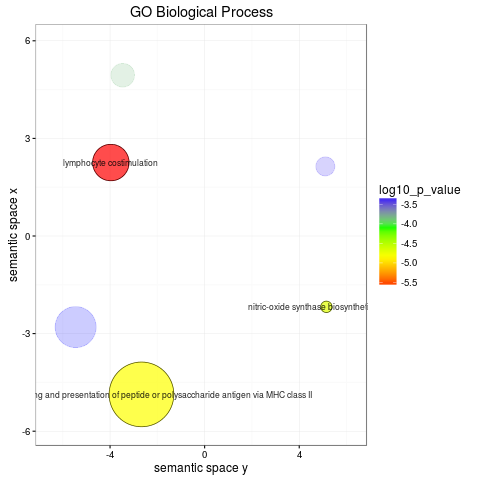 GO Biological Process
6
3
0
-3
-6
semantic space x
lymphocyte costimulation
nitric-oxide synthase biosyntheti
ng and presentation of peptide or polysaccharide antigen via MHC class II
-4
0
4
semantic space y
log10_p_value
-3.5
-4.0
-4.5
-5.0
-5.5